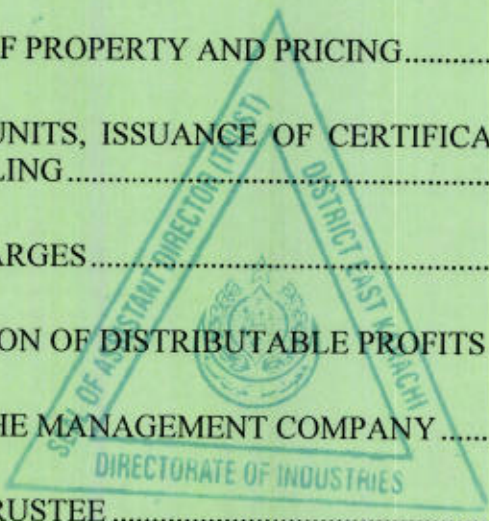 F PROPERTY AND PRICING............
UNITS, ISSUANCE OF CERTIFICA
LING............
ARGES............
ON OF DISTRIBUTABLE PROFITS
HE MANAGEMENT COMPANY......
RUSTEE............
SEAL OF ASSISTANT DIRECTOR (TRUST)
DISTRICT EAST KARACHI
DIRECTORATE OF INDUSTRIES